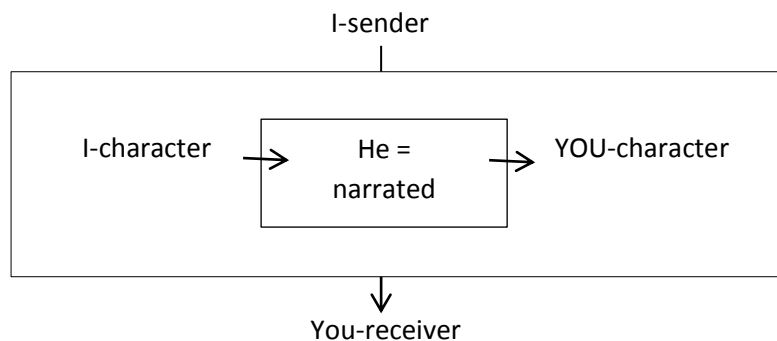 I-sender
I-character
He =
narrated
YOU-character
You-receiver